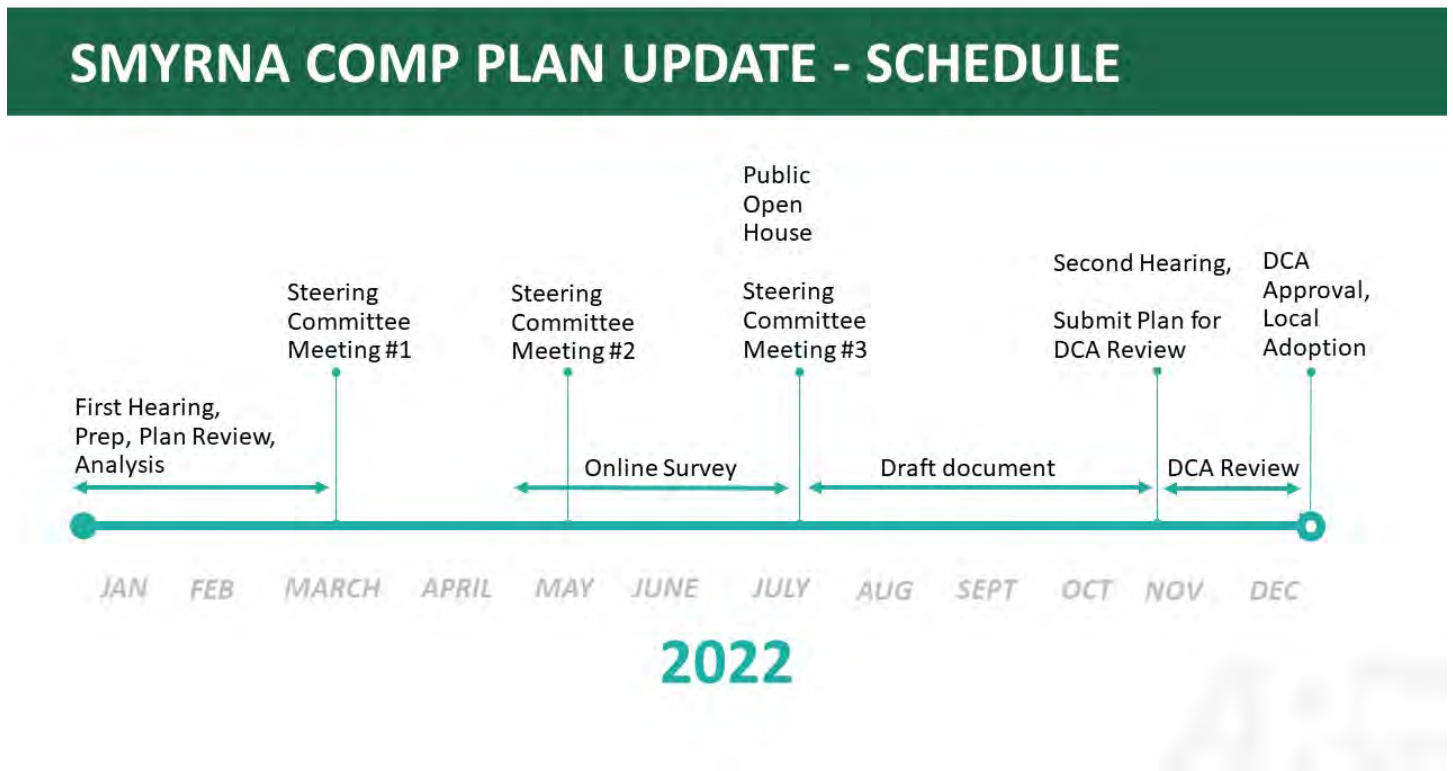 SMYRNA COMP PLAN UPDATE - SCHEDULE
First Hearing,
Prep, Plan Review,
Analysis
Steering
Committee
Meeting #1
Steering
Committee
Meeting #2
Online Survey
Public
Open
House
Steering
Committee
Meeting #3
Draft document
Second Hearing,
Submit Plan for
DCA Review
DCA Review
DCA
Approval,
Local
Adoption
JAN FEB MARCH APRIL MAY JUNE JULY AUG SEPT OCT NOV DEC
2022